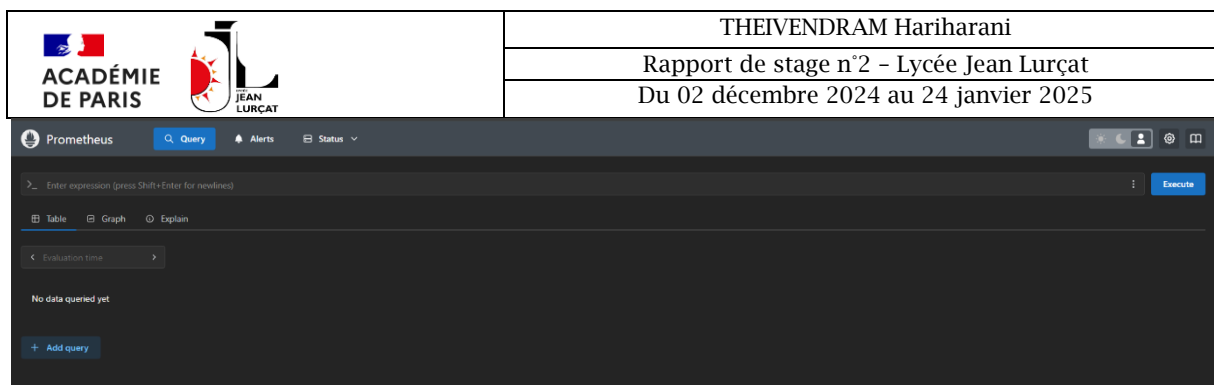 THEIVENDRAM Hariharani
Rapport de stage n°2 – Lycée Jean Lurçat
Du 02 décembre 2024 au 24 janvier 2025
ACADÉMIE
DE PARIS
JEAN
LURÇAT
Prometheus Query Alerts Status
>_ Enter expression (press Shift+Enter for newlines) Execute
Table Graph Explain
< Evaluation time >
No data queried yet
+ Add query